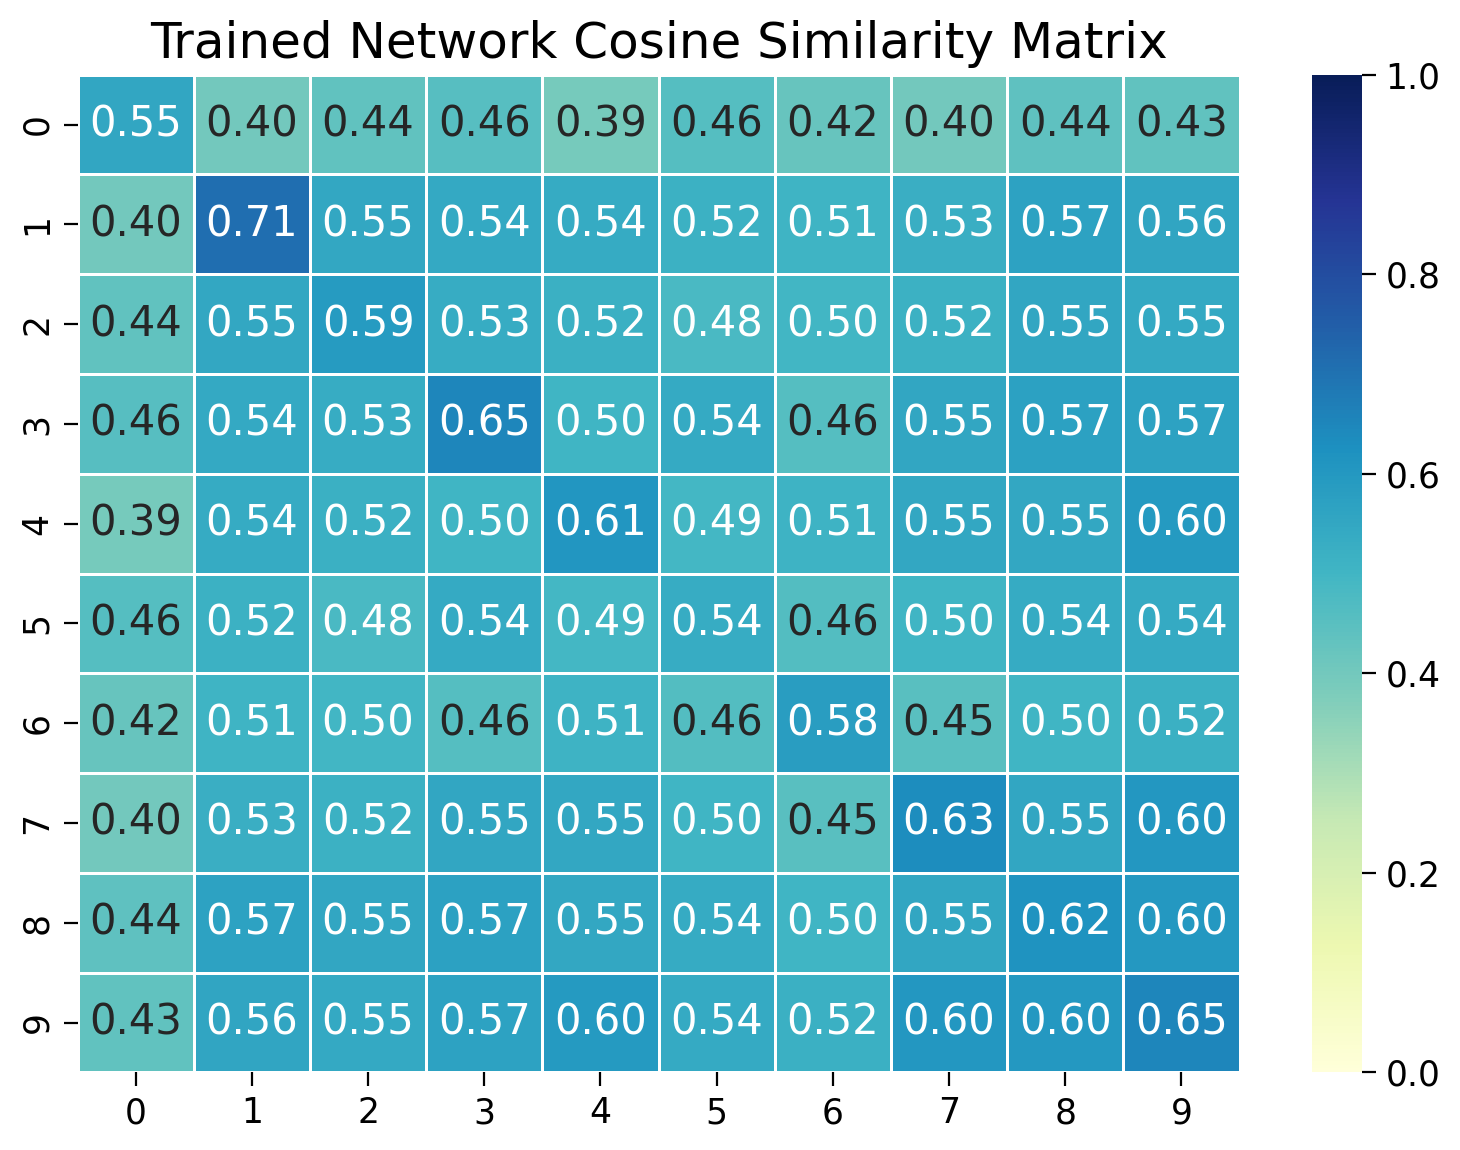 Trained Network Cosine Similarity Matrix
0 0.55 0.40 0.44 0.46 0.39 0.46 0.42 0.40 0.44 0.43
1 0.40 0.71 0.55 0.54 0.54 0.52 0.51 0.53 0.57 0.56
2 0.44 0.55 0.59 0.53 0.52 0.48 0.50 0.52 0.55 0.55
3 0.46 0.54 0.53 0.65 0.50 0.54 0.46 0.55 0.57 0.57
4 0.39 0.54 0.52 0.50 0.61 0.49 0.51 0.55 0.55 0.60
5 0.46 0.52 0.48 0.54 0.49 0.54 0.46 0.50 0.54 0.54
6 0.42 0.51 0.50 0.46 0.51 0.46 0.58 0.45 0.50 0.52
7 0.40 0.53 0.52 0.55 0.55 0.50 0.45 0.63 0.55 0.60
8 0.44 0.57 0.55 0.57 0.55 0.54 0.50 0.55 0.62 0.60
9 0.43 0.56 0.55 0.57 0.60 0.54 0.52 0.60 0.60 0.65
0 1 2 3 4 5 6 7 8 9
1.0
0.8
0.6
0.4
0.2
0.0